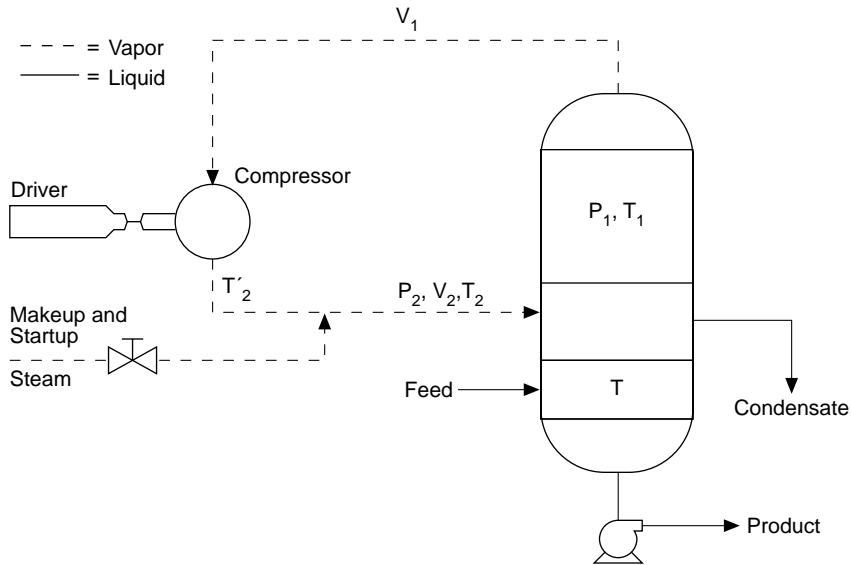 V1
= Vapor
= Liquid
Driver
Compressor
P1, T1
T´2
P2, V2,T2
Makeup and
Startup
Steam
Feed
T
Condensate
Product